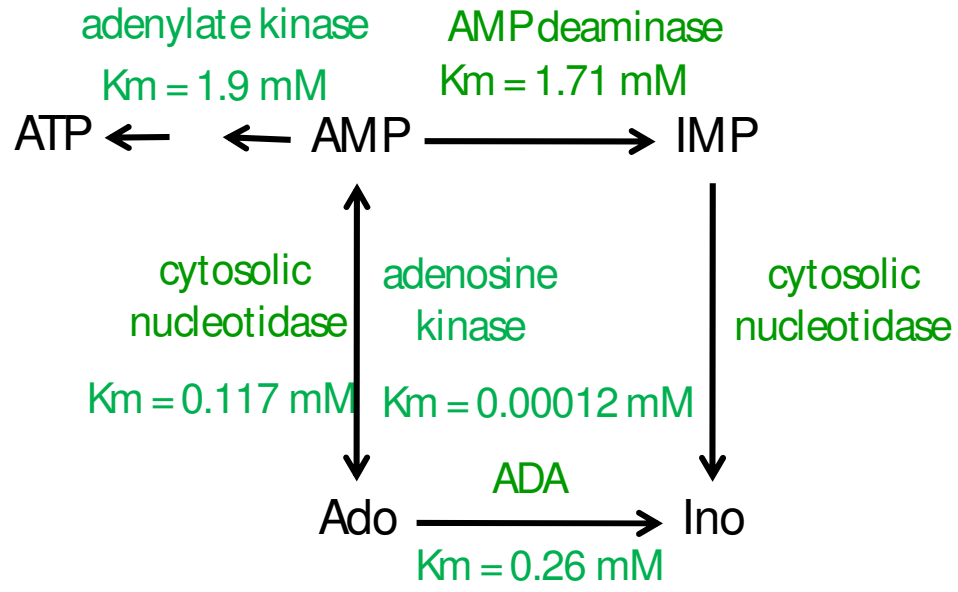 adenylate kinase
AMP deaminase
Km = 1.9 mM
Km = 1.71 mM
ATP
AMP
IMP
cytosolic
nucleotidase
adenosine
kinase
cytosolic
nucleotidase
Km = 0.117 mM
Km = 0.00012 mM
ADA
Ado
Ino
Km = 0.26 mM